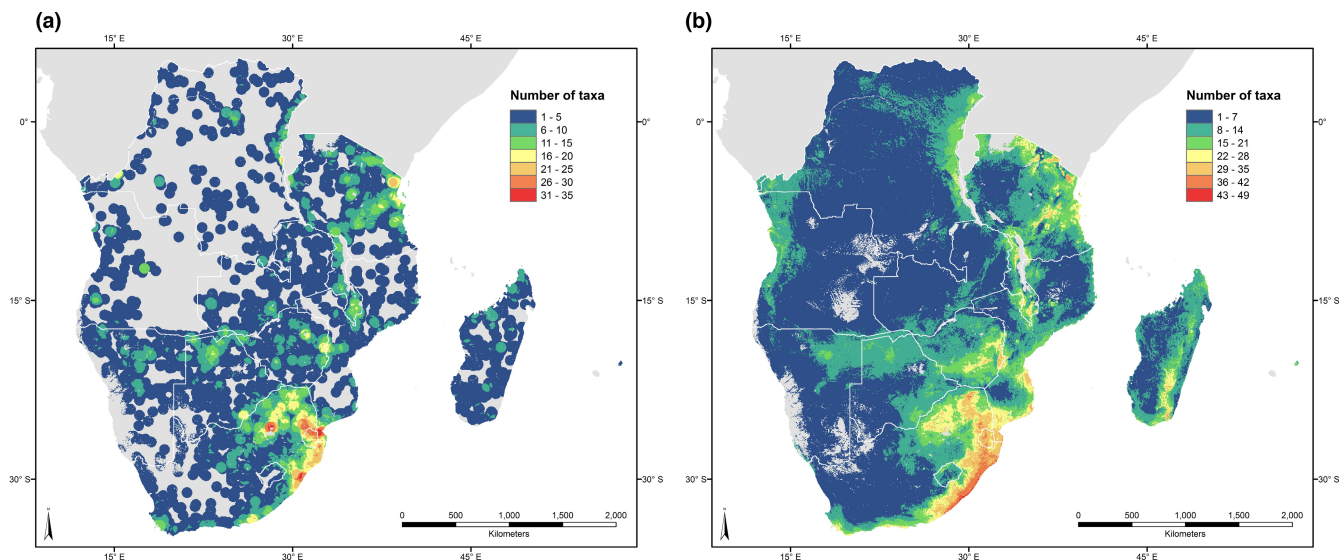 (a)
15° E 30° E 45° E
0°
15° S
30° S
Number of taxa
1 - 5
6 - 10
11 - 15
16 - 20
21 - 25
26 - 30
31 - 35
N
0 500 1,000 1,500 2,000
Kilometers
15° E 30° E 45° E
(b)
15° E 30° E 45° E
0° 0°
15° S 15° S
30° S 30° S
Number of taxa
1 - 7
8 - 14
15 - 21
22 - 28
29 - 35
36 - 42
43 - 49
N
0 500 1,000 1,500 2,000
Kilometers
15° E 30° E 45° E